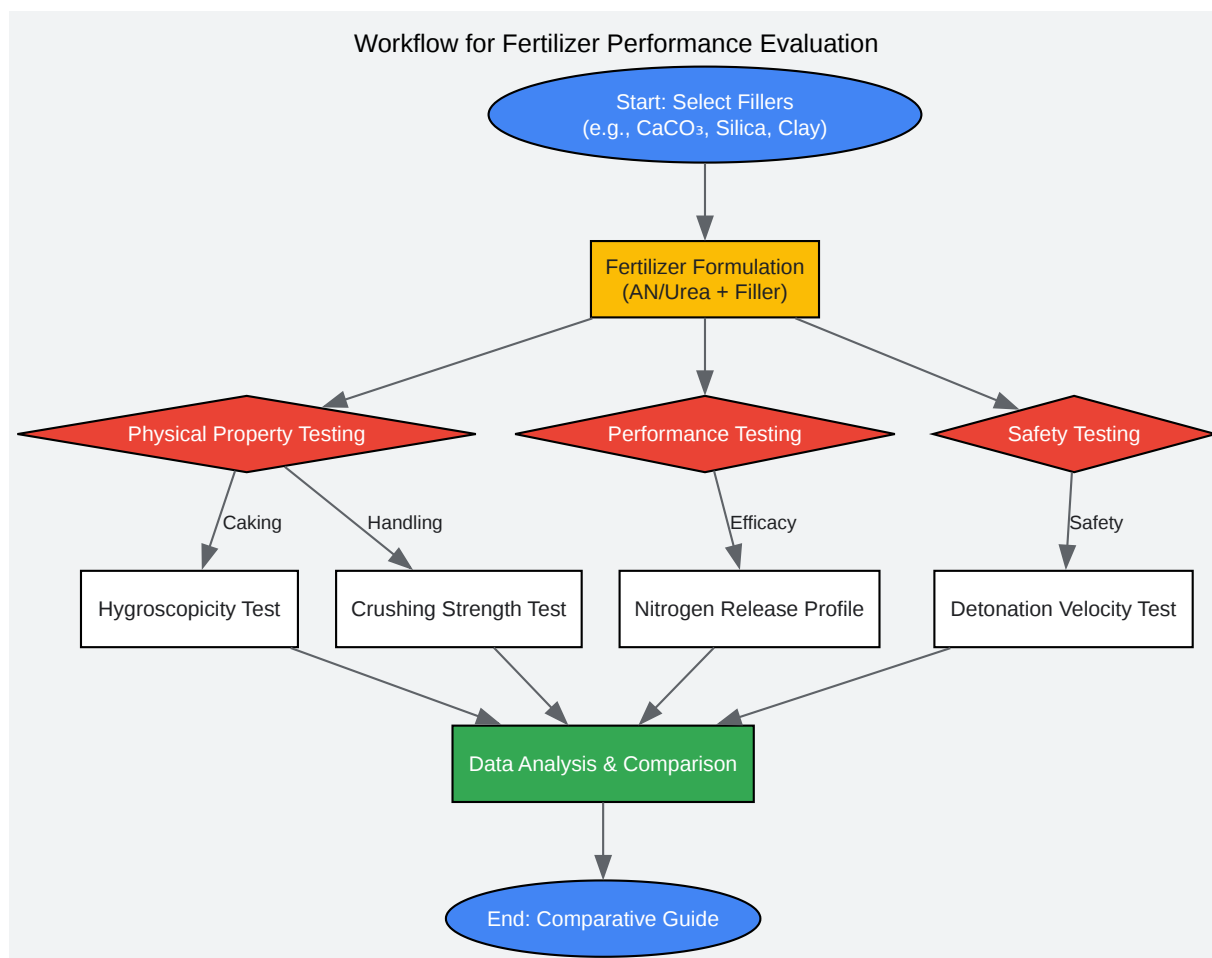 Workflow for Fertilizer Performance Evaluation
Start: Select Fillers
(e.g., CaCO₃, Silica, Clay)
Fertilizer Formulation
(AN/Urea + Filler)
Physical Property Testing
Performance Testing
Safety Testing
Caking
Handling
Efficacy
Safety
Hygroscopicity Test
Crushing Strength Test
Nitrogen Release Profile
Detonation Velocity Test
Data Analysis & Comparison
End: Comparative Guide